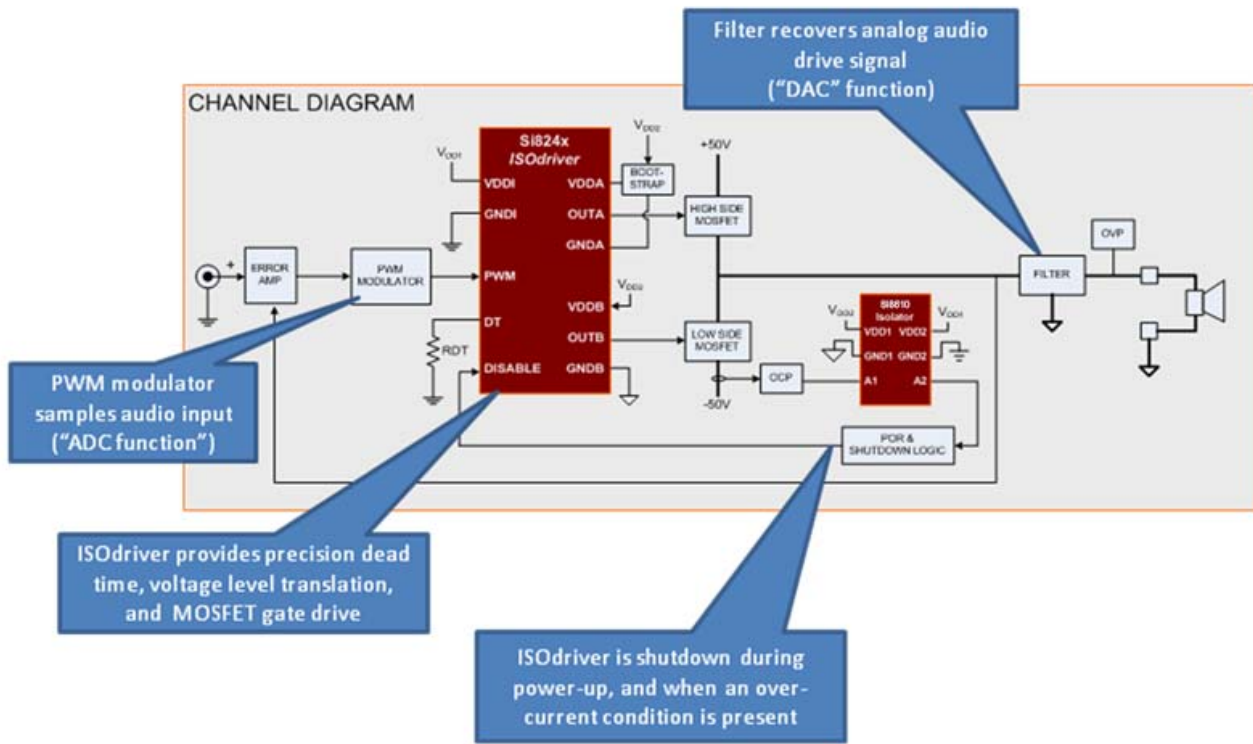 Filter recovers analog audio
drive signal
("DAC" function)
CHANNEL DIAGRAM
Si824x
ISOdriver
VDD1
VDD2
+50V
VDDI
VDDA
BOOT-
STRAP
GNDI
OUTA
HIGH SIDE
MOSFET
GNDA
OVP
+
ERROR
AMP
PWM
MODULATOR
PWM
FILTER
VDDB
VDD2
Si8610
Isolator
DT
VDD2
VDD1
VDD2
VDD1
RDT
OUTB
LOW SIDE
MOSFET
GND1
GND2
DISABLE
GNDB
OCP
A1
A2
-50V
PWM modulator
samples audio input
("ADC function")
POR &
SHUTDOWN LOGIC
ISOdriver provides precision dead
time, voltage level translation,
and MOSFET gate drive
ISOdriver is shutdown during
power-up, and when an over-
current condition is present